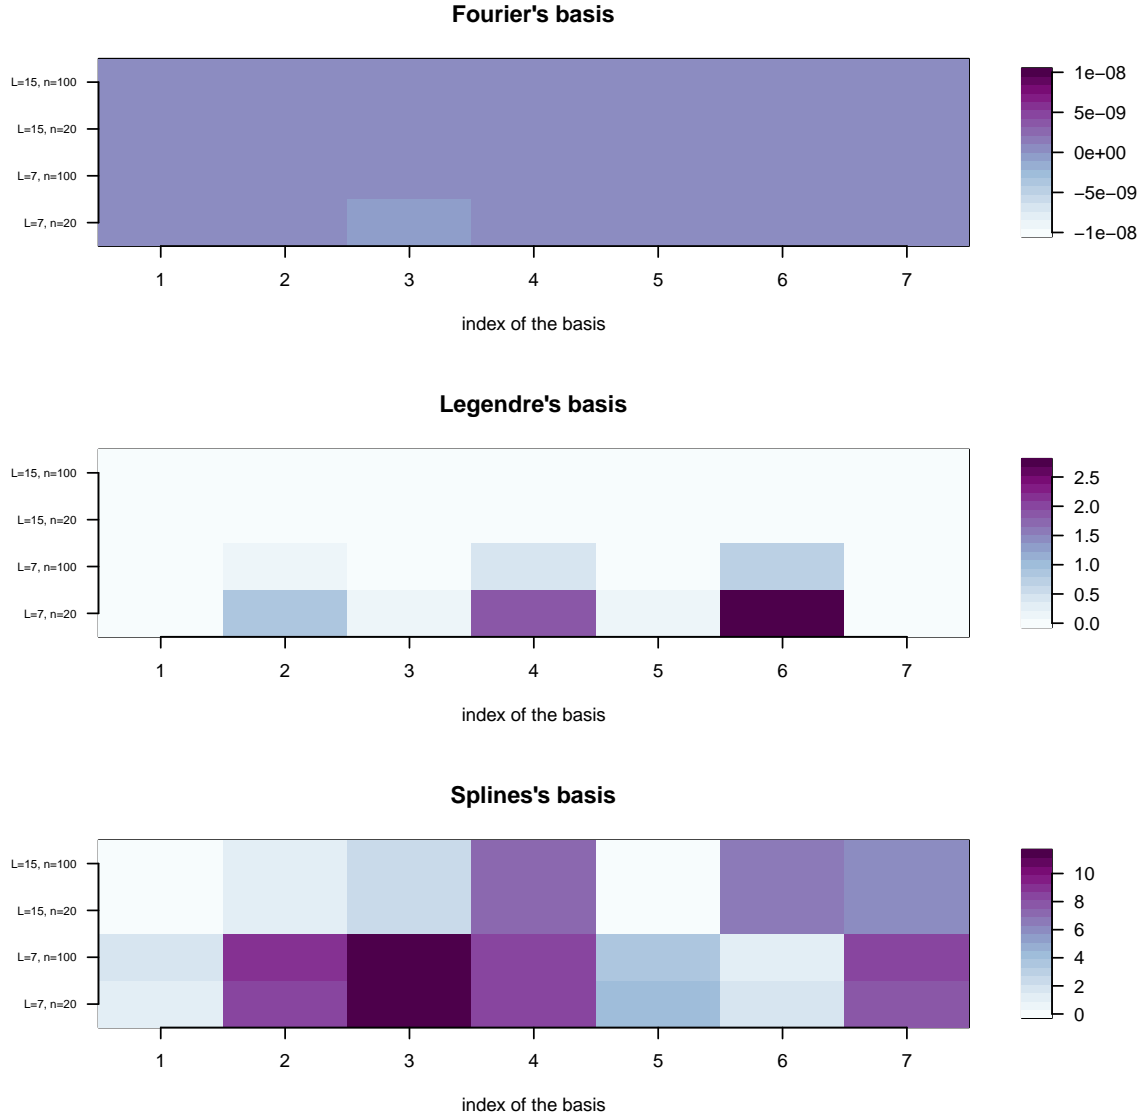 Fourier's basis
L=15, n=100
L=15, n=20
L=7, n=100
L=7, n=20
1e−08
5e−09
0e+00
−5e−09
−1e−08
1 2 3 4 5 6 7
index of the basis
Legendre's basis
L=15, n=100
L=15, n=20
L=7, n=100
L=7, n=20
2.5
2.0
1.5
1.0
0.5
0.0
1 2 3 4 5 6 7
index of the basis
Splines's basis
L=15, n=100
L=15, n=20
L=7, n=100
L=7, n=20
10
8
6
4
2
0
1 2 3 4 5 6 7
index of the basis